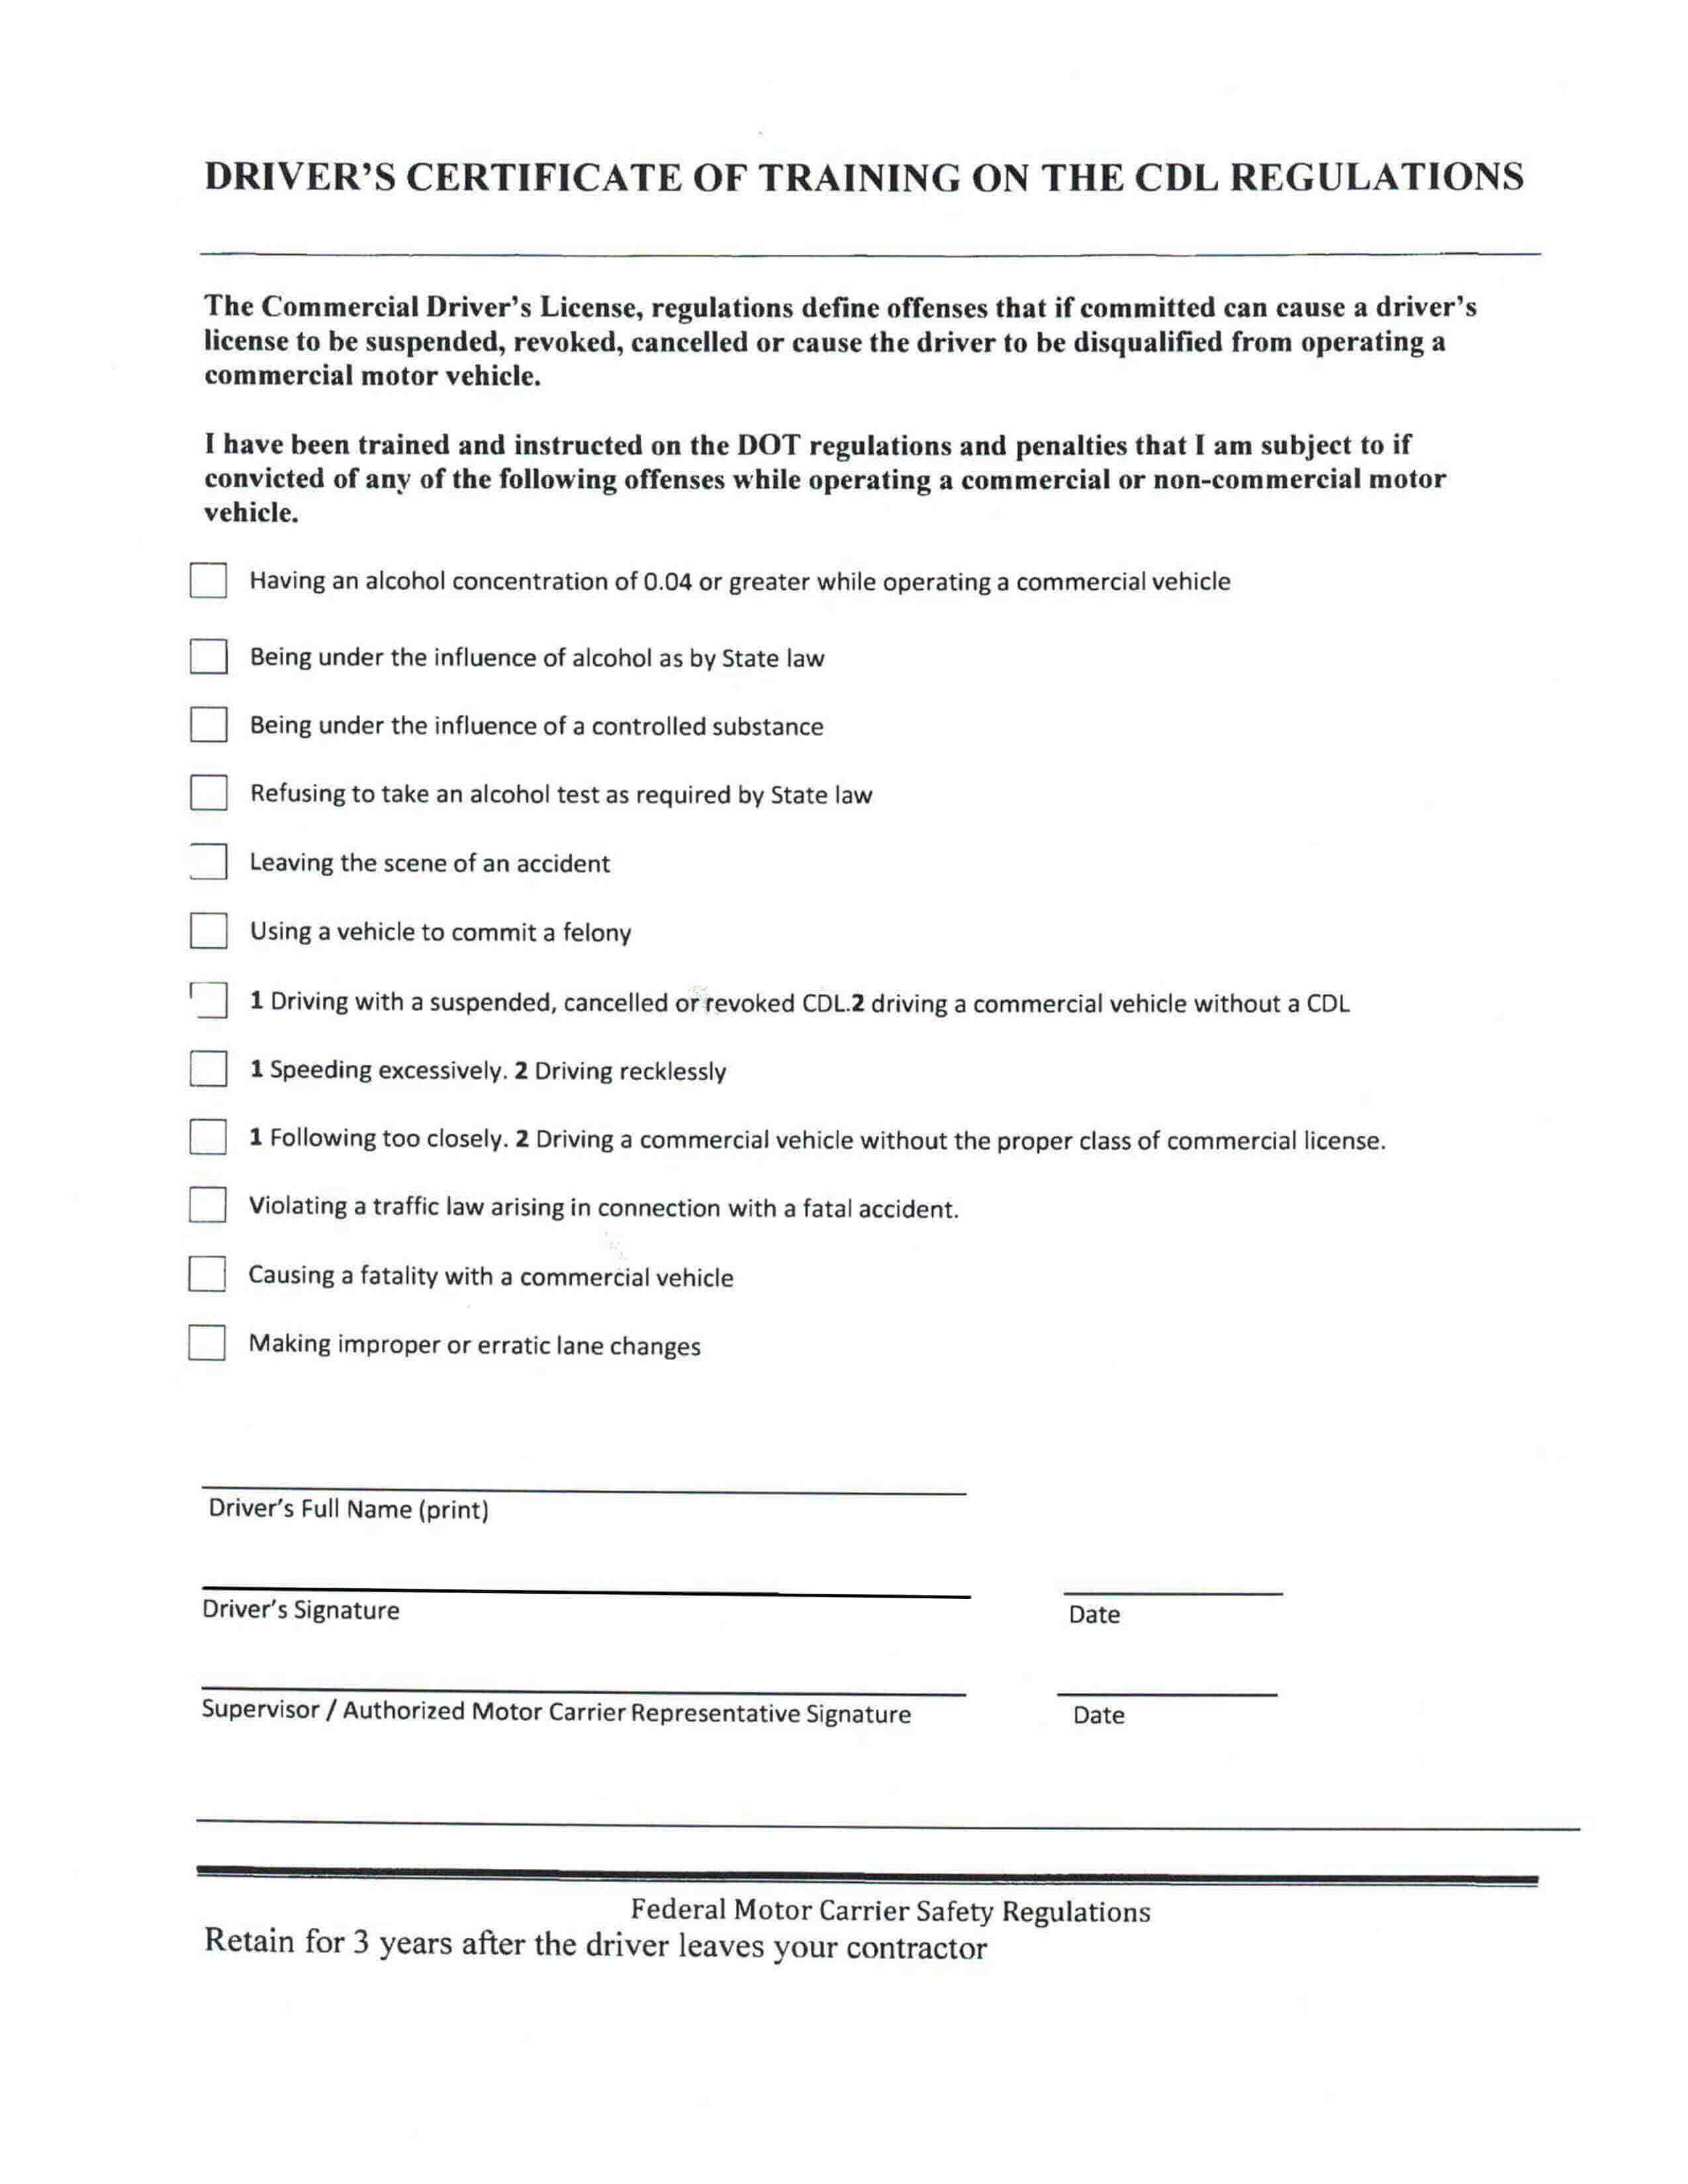 DRIVER'S CERTIFICATE OF TRAINING ON THE CDL REGULATIONS
The Commercial Driver's License, regulations define offenses that if committed can cause a driver's
license to be suspended, revoked, cancelled or cause the driver to be disqualified from operating a
commercial motor vehicle.
I have been trained and instructed on the DOT regulations and penalties that I am subject to if
convicted of any of the following offenses while operating a commercial or non-commercial motor
vehicle.
Having an alcohol concentration of 0.04 or greater while operating a commercial vehicle
Being under the influence of alcohol as by State law
Being under the influence of a controlled substance
Refusing to take an alcohol test as required by State law
Leaving the scene of an accident
Using a vehicle to commit a felony
1 Driving with a suspended, cancelled or revoked CDL.2 driving a commercial vehicle without a CDL
1 Speeding excessively. 2 Driving recklessly
1 Following too closely. 2 Driving a commercial vehicle without the proper class of commercial license.
Violating a traffic law arising in connection with a fatal accident.
Causing a fatality with a commercial vehicle
Making improper or erratic lane changes
Driver's Full Name (print)
Driver's Signature Date
Supervisor / Authorized Motor Carrier Representative Signature Date
Federal Motor Carrier Safety Regulations
Retain for 3 years after the driver leaves your contractor